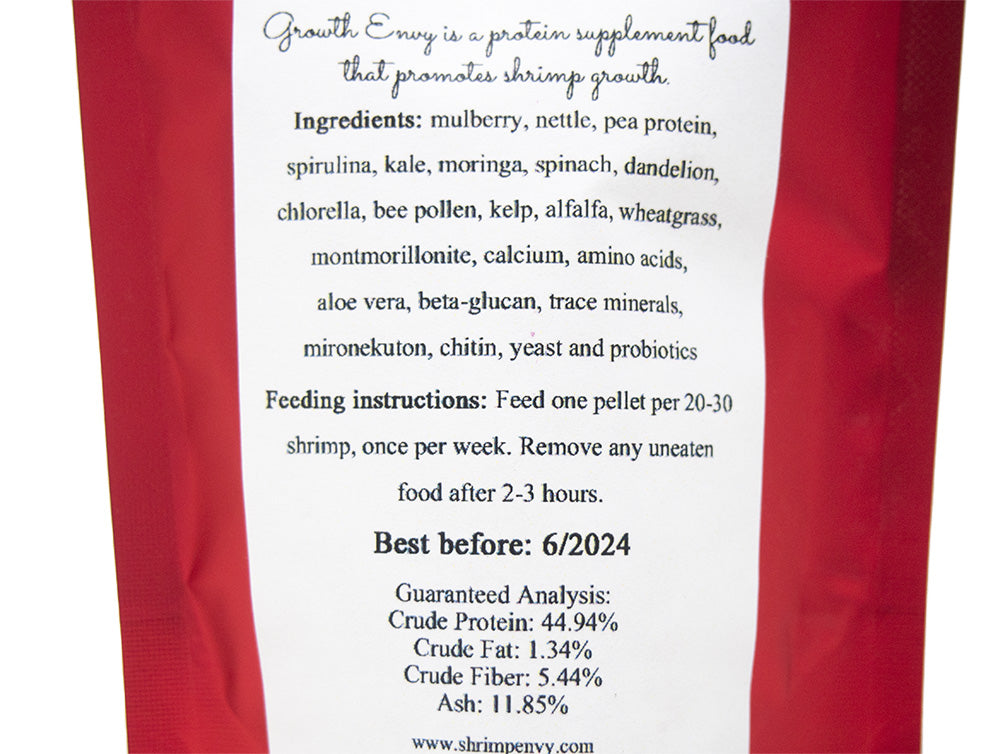 Growth Envy is a protein supplement food
that promotes shrimp growth.
Ingredients: mulberry, nettle, pea protein,
spirulina, kale, moringa, spinach, dandelion,
chlorella, bee pollen, kelp, alfalfa, wheatgrass,
montmorillonite, calcium, amino acids,
aloe vera, beta-glucan, trace minerals,
mironekuton, chitin, yeast and probiotics
Feeding instructions: Feed one pellet per 20-30
shrimp, once per week. Remove any uneaten
food after 2-3 hours.
Best before: 6/2024
Guaranteed Analysis:
Crude Protein: 44.94%
Crude Fat: 1.34%
Crude Fiber: 5.44%
Ash: 11.85%
www.shrimpenvy.com